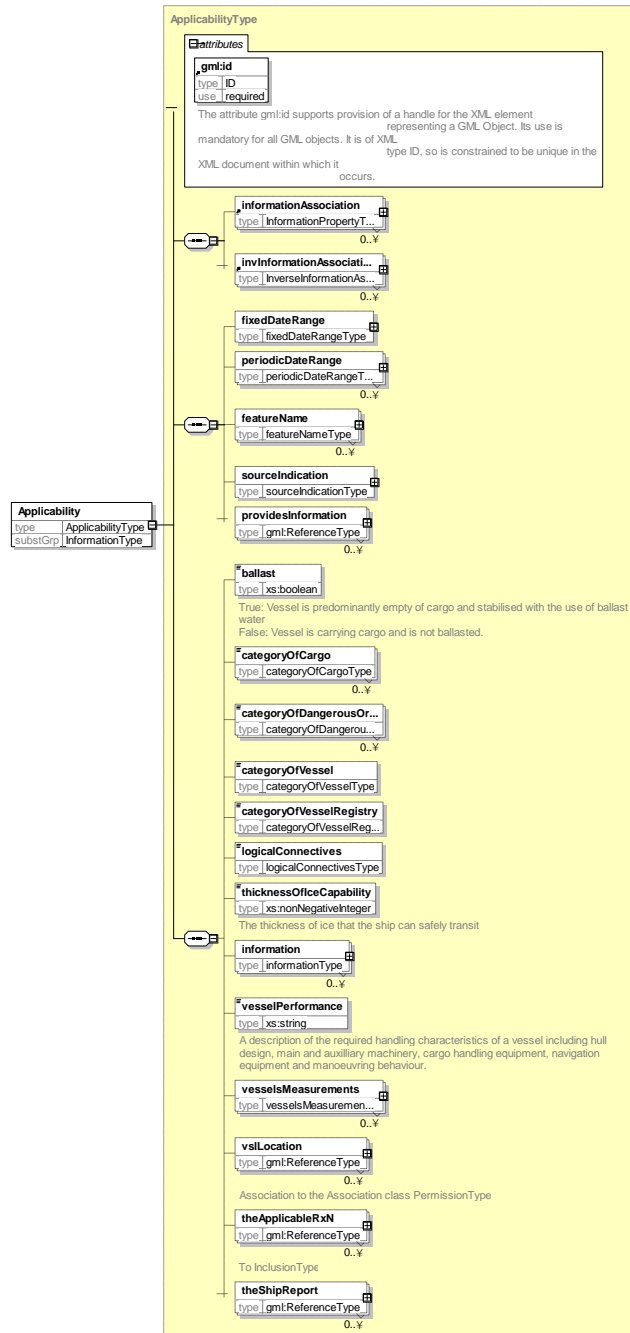 ApplicabilityType
attributes
gml:id
type ID
use required
The attribute gml:id supports provision of a handle for the XML element
representing a GML Object. Its use is
mandatory for all GML objects. It is of XML
type ID, so is constrained to be unique in the
XML document within which it
occurs.
informationAssociation
type InformationPropertyT...
0..¥
invInformationAssociati...
type InverseInformationAs...
0..¥
fixedDateRange
type fixedDateRangeType
periodicDateRange
type periodicDateRangeT...
0..¥
featureName
type featureNameType
0..¥
sourceIndication
type sourceIndicationType
providesInformation
type gml:ReferenceType
0..¥
Applicability
type ApplicabilityType
substGrp InformationType
ballast
type xs:boolean
True: Vessel is predominantly empty of cargo and stabilised with the use of ballast
water
False: Vessel is carrying cargo and is not ballasted.
categoryOfCargo
type categoryOfCargoType
0..¥
categoryOfDangerousOr...
type categoryOfDangerou...
0..¥
categoryOfVessel
type categoryOfVesselType
categoryOfVesselRegistry
type categoryOfVesselReg...
logicalConnectives
type logicalConnectivesType
thicknessOfIceCapability
type xs:nonNegativeInteger
The thickness of ice that the ship can safely transit
information
type informationType
0..¥
vesselPerformance
type xs:string
A description of the required handling characteristics of a vessel including hull
design, main and auxilliary machinery, cargo handling equipment, navigation
equipment and manoeuvring behaviour.
vesselsMeasurements
type vesselsMeasuremen...
0..¥
vslLocation
type gml:ReferenceType
0..¥
Association to the Association class PermissionType
theApplicableRxN
type gml:ReferenceType
0..¥
To InclusionType
theShipReport
type gml:ReferenceType
0..¥